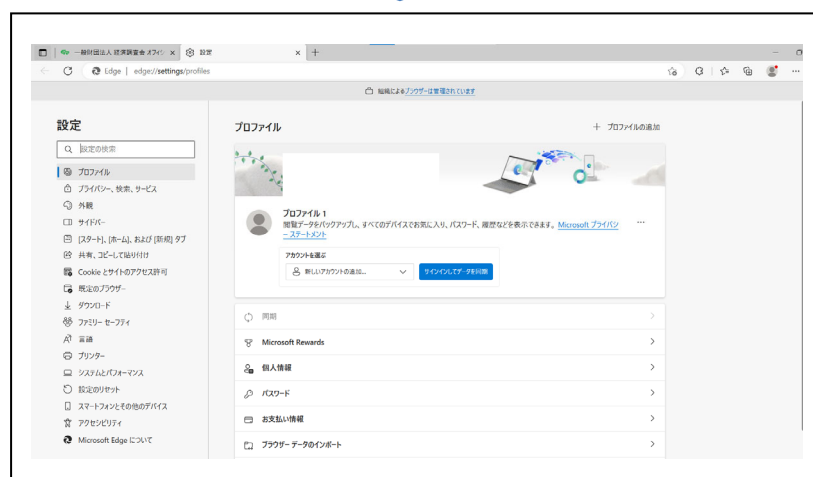 一般財団法人 経済調査会 オフィシ
設定
Edge
edge://settings/profiles
組織によるブラウザーは管理されています
設定
設定の検索
プロファイル
プライバシー、検索、サービス
外観
サイドバー
[スタート]、[ホーム]、および [新規] タブ
共有、コピーして貼り付け
Cookie とサイトのアクセス許可
既定のブラウザー
ダウンロード
ファミリー セーフティ
言語
プリンター
システムとパフォーマンス
設定のリセット
スマートフォンとその他のデバイス
アクセシビリティ
Microsoft Edge について
プロファイル
プロファイルの追加
プロファイル 1
閲覧データをバックアップし、すべてのデバイスでお気に入り、パスワード、履歴などを表示できます。 Microsoft プライバシ
ー ステートメント
アカウントを選ぶ
新しいアカウントの追加...
サインインしてデータを同期
同期
Microsoft Rewards
個人情報
パスワード
お支払い情報
ブラウザー データのインポート